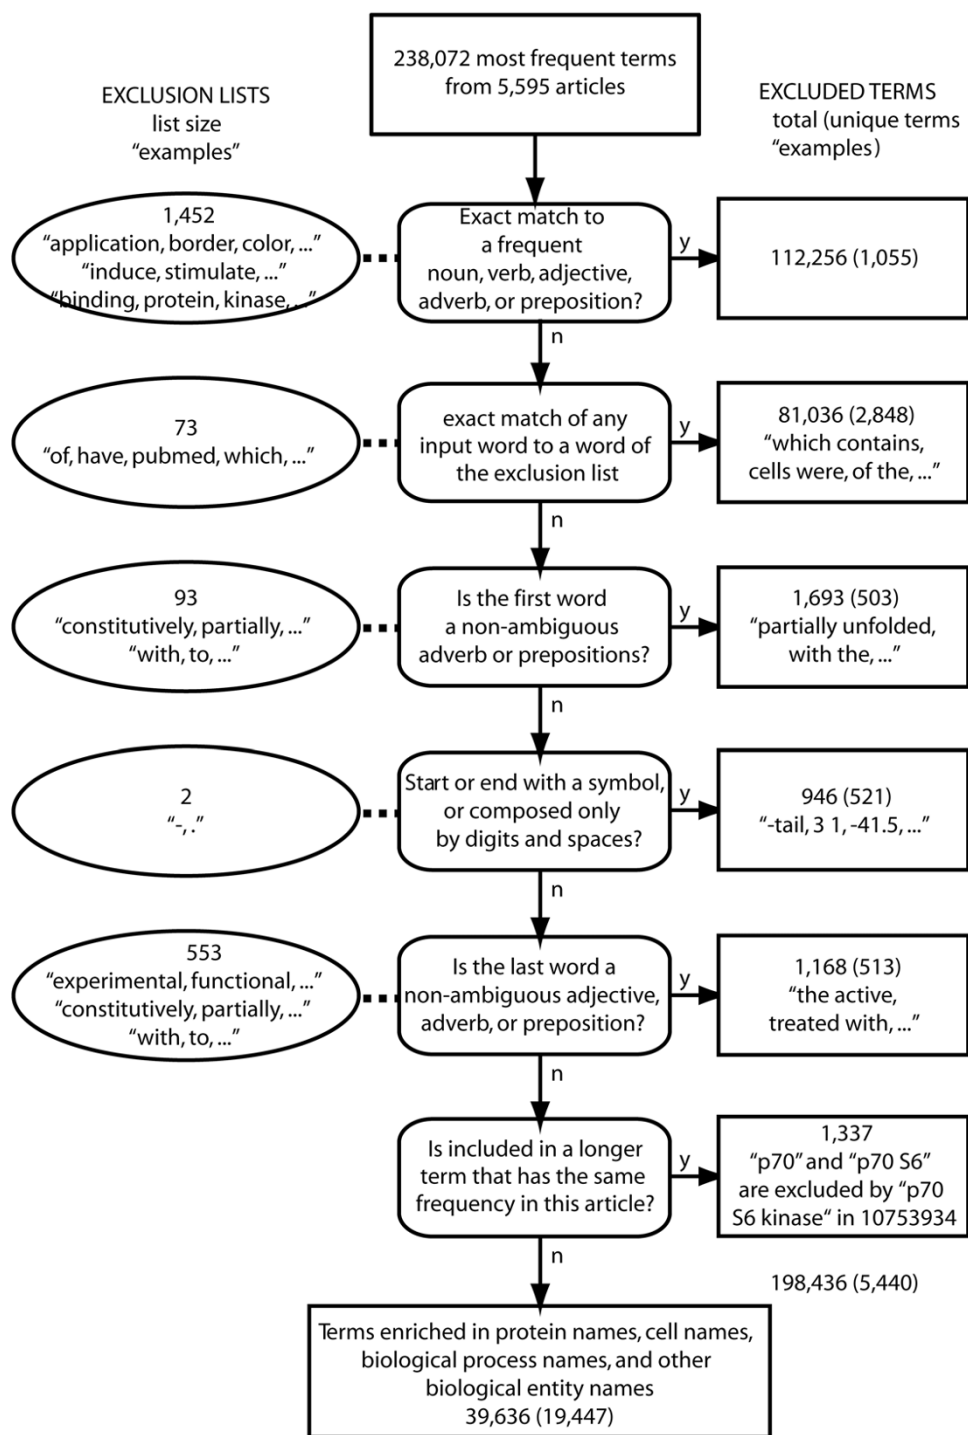 238,072 most frequent terms
from 5,595 articles
EXCLUSION LISTS
list size
“examples”
EXCLUDED TERMS
total (unique terms
“examples)
1,452
“application, border, color, ...”
“induce, stimulate, ...”
“binding, protein, kinase, ...”
Exact match to
a frequent
noun, verb, adjective,
adverb, or preposition?
y
112,256 (1,055)
n
73
“of, have, pubmed, which, ...”
exact match of any
input word to a word of
the exclusion list
y
81,036 (2,848)
“which contains,
cells were, of the, ...”
n
93
“constitutively, partially, ...”
“with, to, ...”
Is the first word
a non-ambiguous
adverb or prepositions?
y
1,693 (503)
“partially unfolded,
with the, ...”
n
2
“-, .”
Start or end with a symbol,
or composed only
by digits and spaces?
y
946 (521)
“-tail, 3 1, -41.5, ...”
n
553
“experimental, functional, ...”
“constitutively, partially, ...”
“with, to, ...”
Is the last word a
non-ambiguous adjective,
adverb, or preposition?
y
1,168 (513)
“the active,
treated with, ...”
n
Is included in a longer
term that has the same
frequency in this article?
y
1,337
“p70” and “p70 S6”
are excluded by “p70
S6 kinase“ in 10753934
n
198,436 (5,440)
Terms enriched in protein names, cell names,
biological process names, and other
biological entity names
39,636 (19,447)